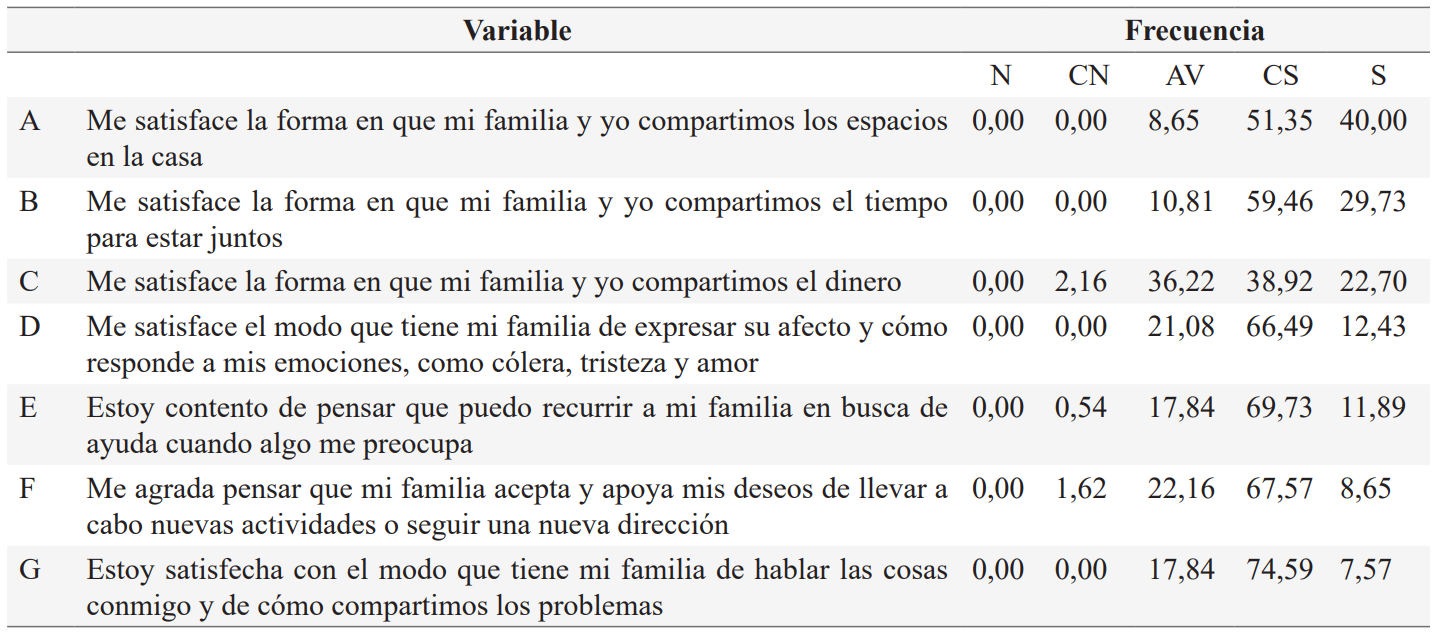 Variable Frecuencia
N CN AV CS S
A Me satisface la forma en que mi familia y yo compartimos los espacios 0,00 0,00 8,65 51,35 40,00
en la casa
B Me satisface la forma en que mi familia y yo compartimos el tiempo 0,00 0,00 10,81 59,46 29,73
para estar juntos
C Me satisface la forma en que mi familia y yo compartimos el dinero 0,00 2,16 36,22 38,92 22,70
D Me satisface el modo que tiene mi familia de expresar su afecto y cómo 0,00 0,00 21,08 66,49 12,43
responde a mis emociones, como cólera, tristeza y amor
E Estoy contento de pensar que puedo recurrir a mi familia en busca de 0,00 0,54 17,84 69,73 11,89
ayuda cuando algo me preocupa
F Me agrada pensar que mi familia acepta y apoya mis deseos de llevar a 0,00 1,62 22,16 67,57 8,65
cabo nuevas actividades o seguir una nueva dirección
G Estoy satisfecha con el modo que tiene mi familia de hablar las cosas 0,00 0,00 17,84 74,59 7,57
conmigo y de cómo compartimos los problemas